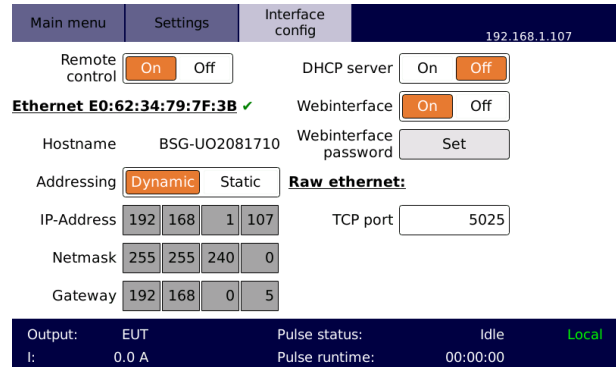 Main menu Settings Interface config 192.168.1.107
Remote control On Off DHCP server On Off
Ethernet E0:62:34:79:7F:3B ✔ Webinterface On Off
Hostname BSG-UO2081710 Webinterface password Set
Addressing Dynamic Static Raw ethernet:
IP-Address 192 168 1 107 TCP port 5025
Netmask 255 255 240 0
Gateway 192 168 0 5
Output: EUT Pulse status: Idle Local
I: 0.0 A Pulse runtime: 00:00:00